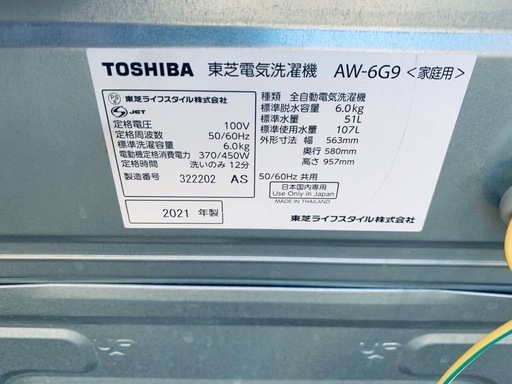 TOSHIBA 東芝電気洗濯機 AW-6G9 <家庭用>
PS E
東芝ライフスタイル株式会社
JET
定格電圧 100V
定格周波数 50/60Hz
標準洗濯容量 6.0kg
電動機定格消費電力 370/450W
定格時間 洗いのみ 12分
製造番号 322202 AS
2021 年製
種類 全自動電気洗濯機
標準脱水容量 6.0kg
標準水量 51L
標準使用水量 107L
外形寸法 幅 563mm
奥行 580mm
高さ 957mm
50/60Hz 共用
日本国内専用
Use Only in Japan
MADE IN THAILAND
東芝ライフスタイル株式会社
UP
UP